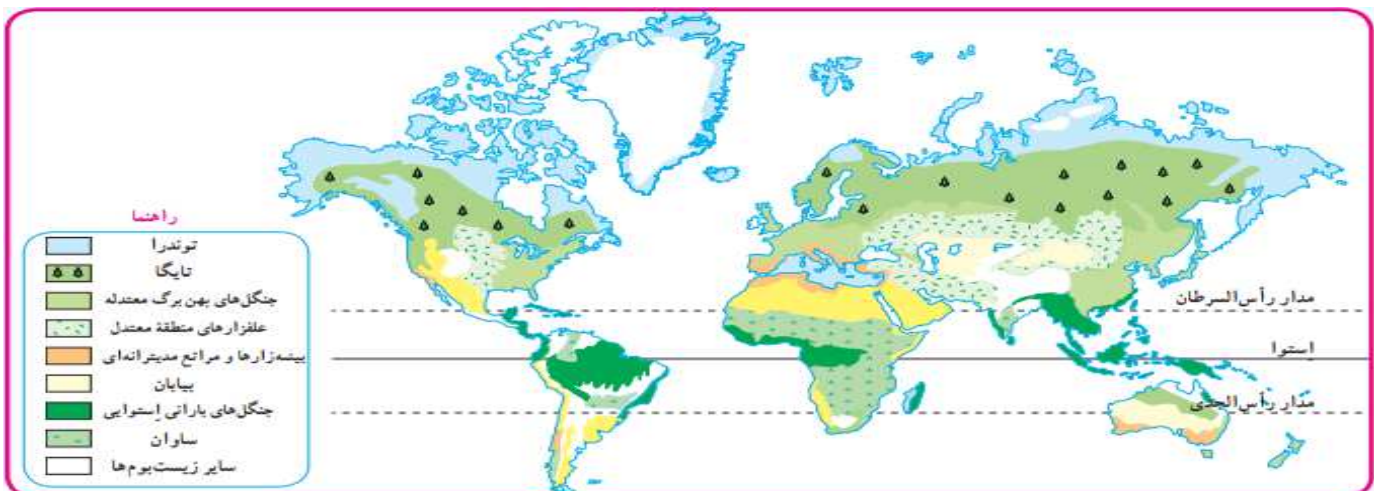 راهنما
توندرا
تایگا
جنگل‌های پهن برگ معتدله
علفزارهای منطقهٔ معتدل
بیشه‌زارها و مراتع مدیترانه‌ای
بیابان
جنگل‌های بارانی استوایی
ساوان
سایر زیست‌بوم‌ها
مدار رأس‌السرطان
اِستوا
مدار رأس‌الجدی